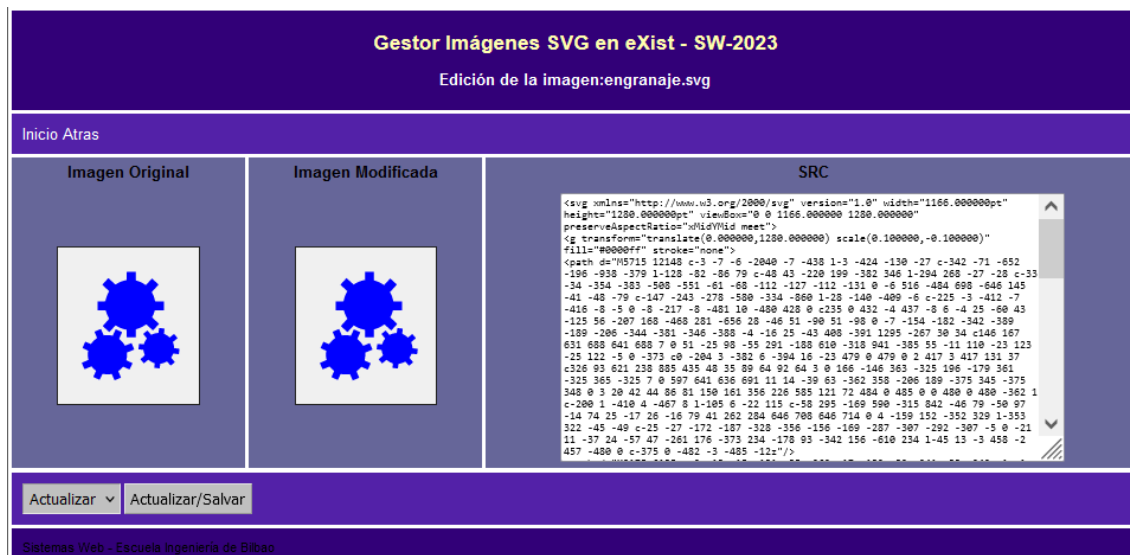 Gestor Imágenes SVG en eXist - SW-2023
Edición de la imagen:engranaje.svg
Inicio Atras
Imagen Original
Imagen Modificada
SRC
<svg xmlns="http://www.w3.org/2000/svg" version="1.0" width="1166.000000pt"
height="1280.000000pt" viewBox="0 0 1166.000000 1280.000000"
preserveAspectRatio="xMidYMid meet">
<g transform="translate(0.000000,1280.000000) scale(0.100000,-0.100000)"
fill="#0000ff" stroke="none">
<path d="M5715 12148 c-3 -7 -6 -2040 -7 -438 l-3 -424 -130 -27 c-342 -71 -652
-196 -938 -379 l-128 -82 -86 79 c-48 43 -220 199 -382 346 l-294 268 -27 -28 c-33
-34 -354 -383 -508 -551 -61 -68 -112 -127 -112 -131 0 -6 516 -484 698 -646 145
-41 -48 -79 c-147 -243 -278 -580 -334 -860 l-28 -140 -409 -6 c-225 -3 -412 -7
-416 -8 -5 0 -8 -217 -8 -481 l0 -480 428 0 c235 0 432 -4 437 -8 6 -4 25 -60 43
-125 56 -207 168 -468 281 -656 28 -46 51 -90 51 -98 0 -7 -154 -182 -342 -389
-189 -206 -344 -381 -346 -388 -4 -16 25 -43 408 -391 1295 -267 30 34 c146 167
631 688 641 688 7 0 51 -25 98 -55 291 -188 610 -318 941 -385 55 -11 110 -23 123
-25 122 -5 0 -373 c0 -204 3 -382 6 -394 16 -23 479 0 479 0 2 417 3 417 131 37
c326 93 621 238 885 435 48 35 89 64 92 64 3 0 166 -146 363 -325 196 -179 361
-325 365 -325 7 0 597 641 636 691 11 14 -39 63 -362 358 -206 189 -375 345 -375
348 0 3 20 42 44 86 81 150 161 356 226 585 121 72 484 0 485 0 0 480 0 480 -362 1
c-200 1 -410 4 -467 8 l-105 6 -22 115 c-58 295 -169 590 -315 842 -46 79 -50 97
-14 74 25 -17 26 -16 79 41 262 284 646 708 646 714 0 4 -159 152 -352 329 l-353
322 -45 -49 c-25 -27 -172 -187 -328 -356 -156 -169 -287 -307 -292 -307 -5 0 -21
11 -37 24 -57 47 -261 176 -373 234 -178 93 -342 156 -610 234 l-45 13 -3 458 -2
457 -480 0 c-375 0 -482 -3 -485 -12z"/>
Actualizar
Actualizar/Salvar
Sistemas Web - Escuela Ingeniería de Bilbao